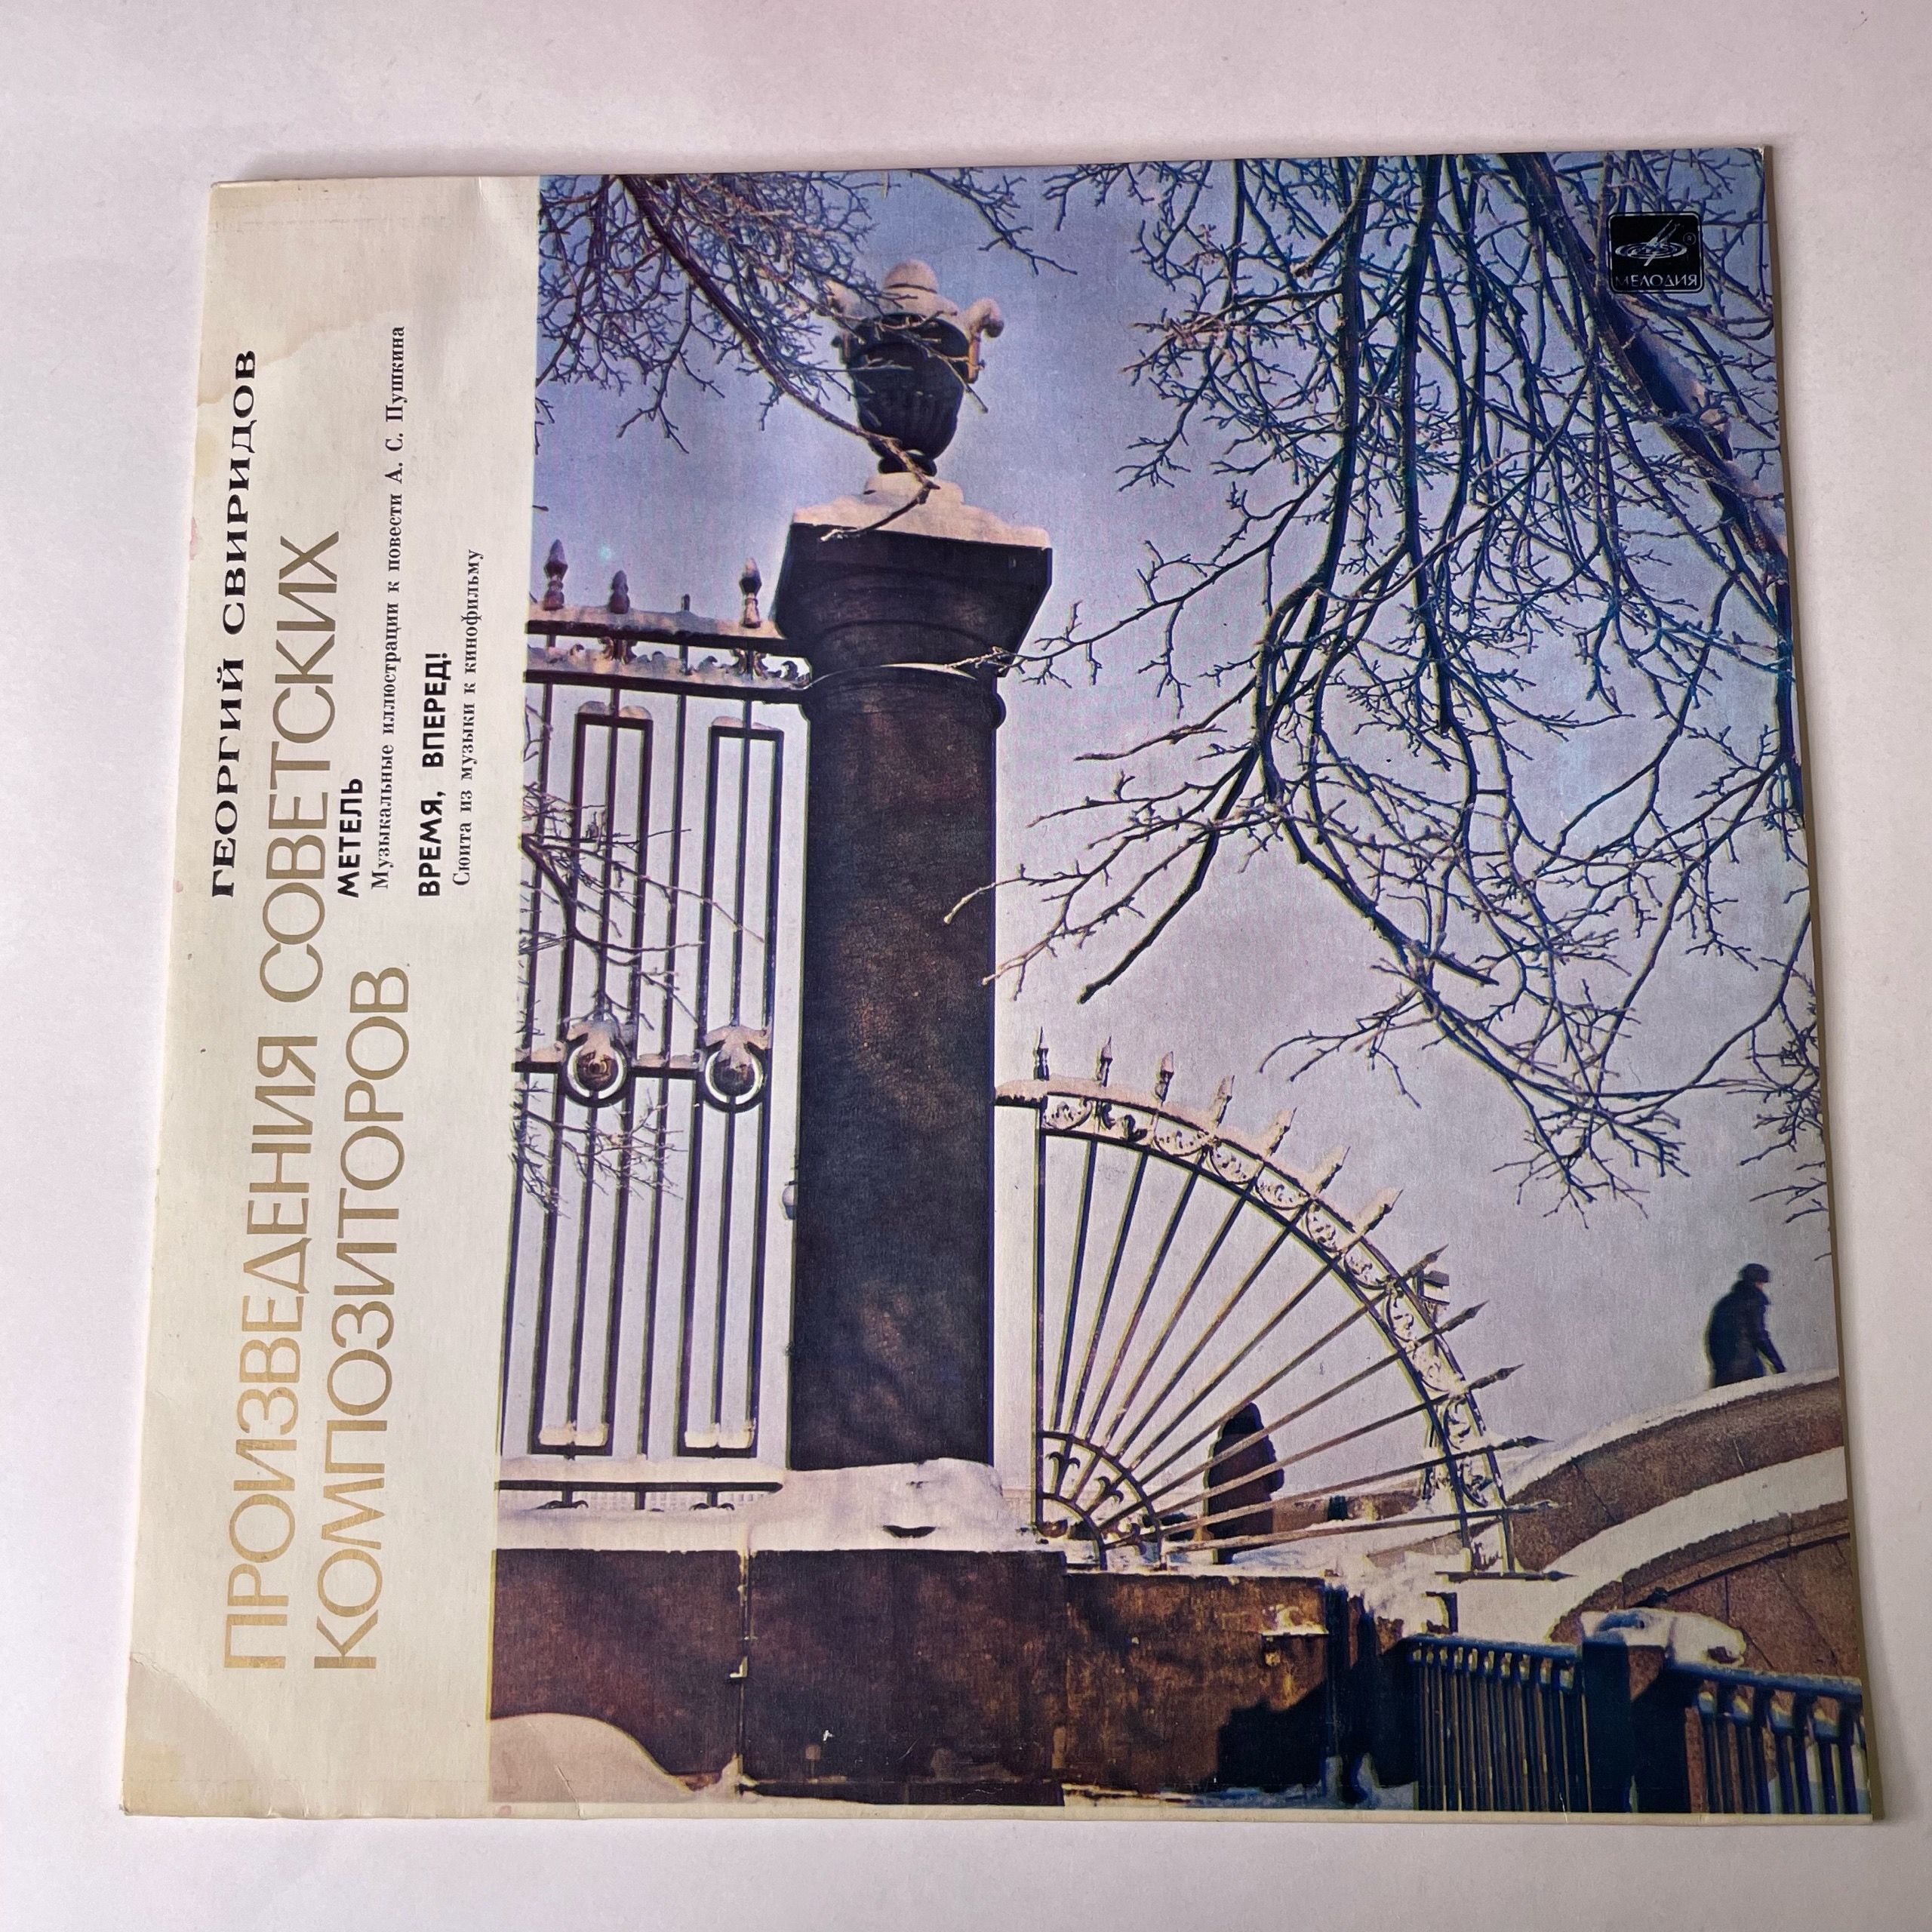 ГЕОРГИЙ СВИРИДОВ
ПРОИЗВЕДЕНИЯ СОВЕТСКИХ
КОМПОЗИТОРОВ
МЕТЕЛЬ
Музыкальные иллюстрации к повести А. С. Пушкина
ВРЕМЯ, ВПЕРЕД!
Сюита из музыки к кинофильму
МЕЛОДИЯ